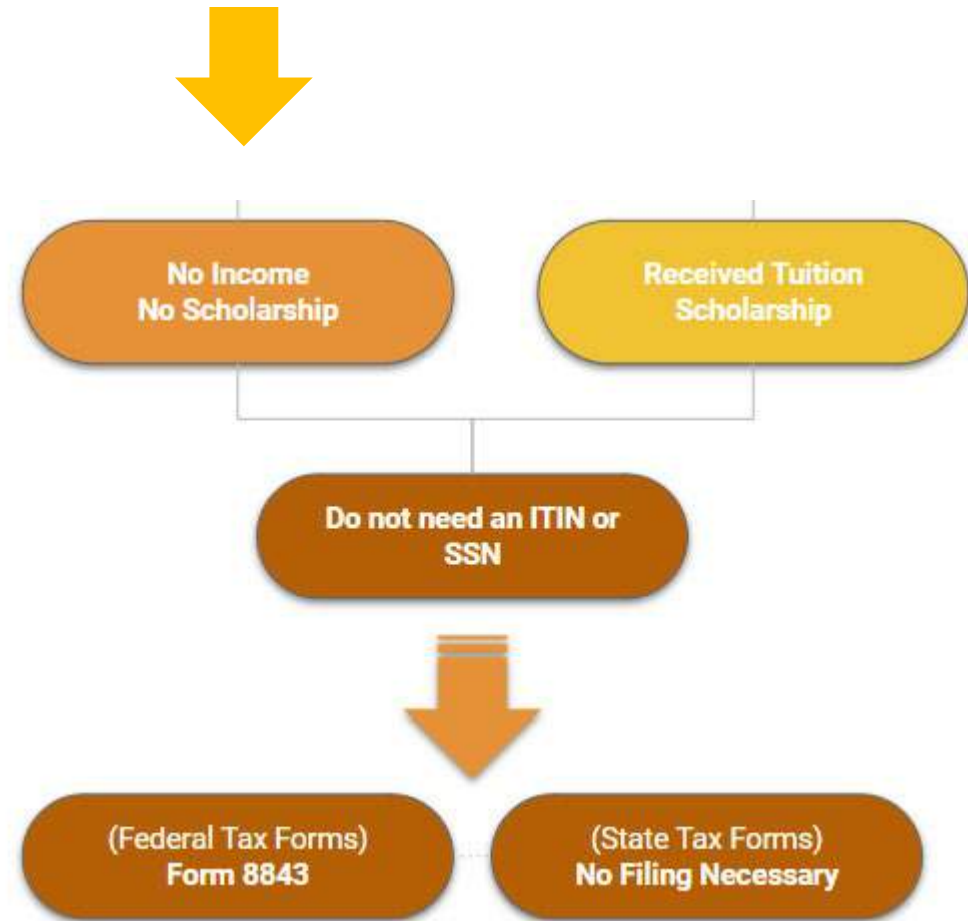 No Income
No Scholarship
Received Tuition
Scholarship
Do not need an ITIN or
SSN
(Federal Tax Forms)
Form 8843
(State Tax Forms)
No Filing Necessary